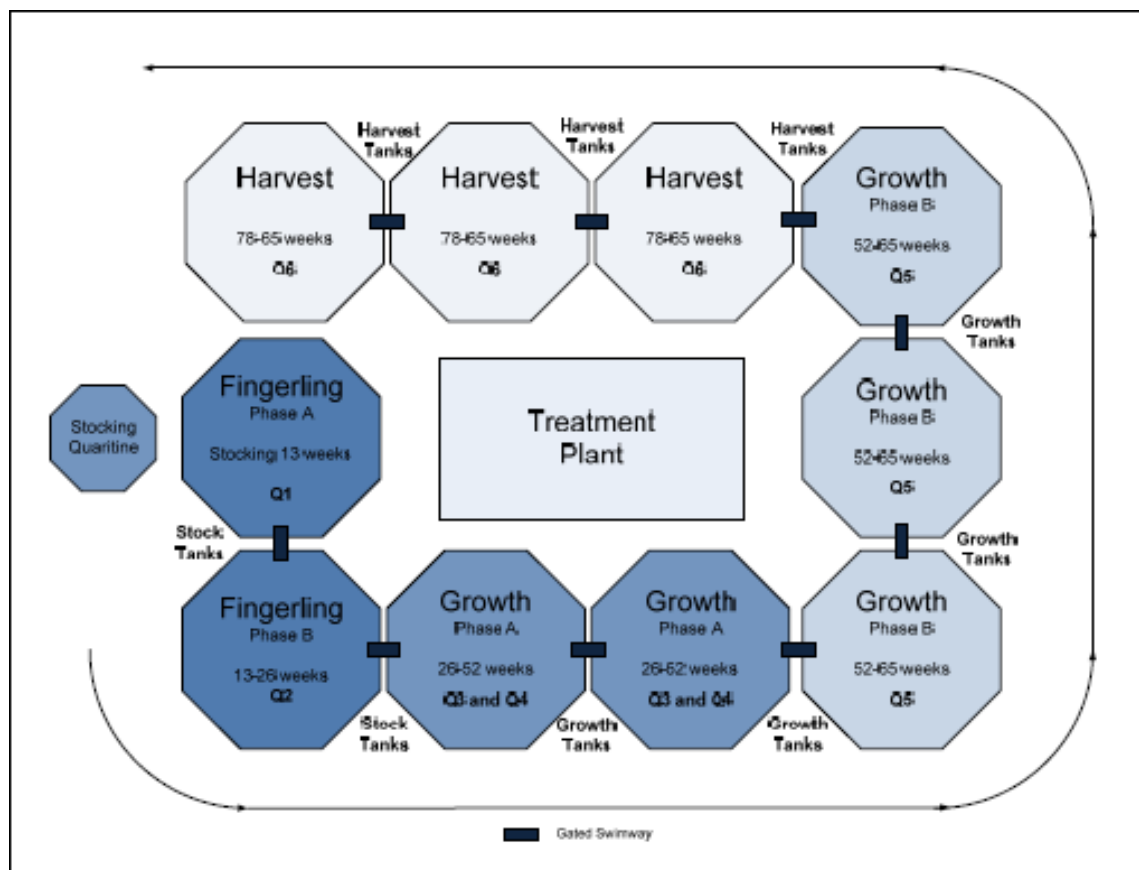 Harvest
Tanks
Harvest
Tanks
Harvest
Tanks
Harvest
78-65 weeks
Q6
Harvest
78-65 weeks
Q6
Harvest
78-65 weeks
Q6
Growth
Phase B
52-65 weeks
Q5
Growth
Tanks
Stocking
Quaritine
Fingerling
Phase A
Stocking 13 weeks
Q1
Treatment
Plant
Growth
Phase B
52-65 weeks
Q5
Stock
Tanks
Growth
Tanks
Fingerling
Phase B
13-26 weeks
Q2
Growth
Phase A
26-52 weeks
Q3 and Q4
Growth
Phase A
26-52 weeks
Q3 and Q4
Growth
Phase B
52-65 weeks
Q5
Stock
Tanks
Growth
Tanks
Growth
Tanks
Gated Swimway